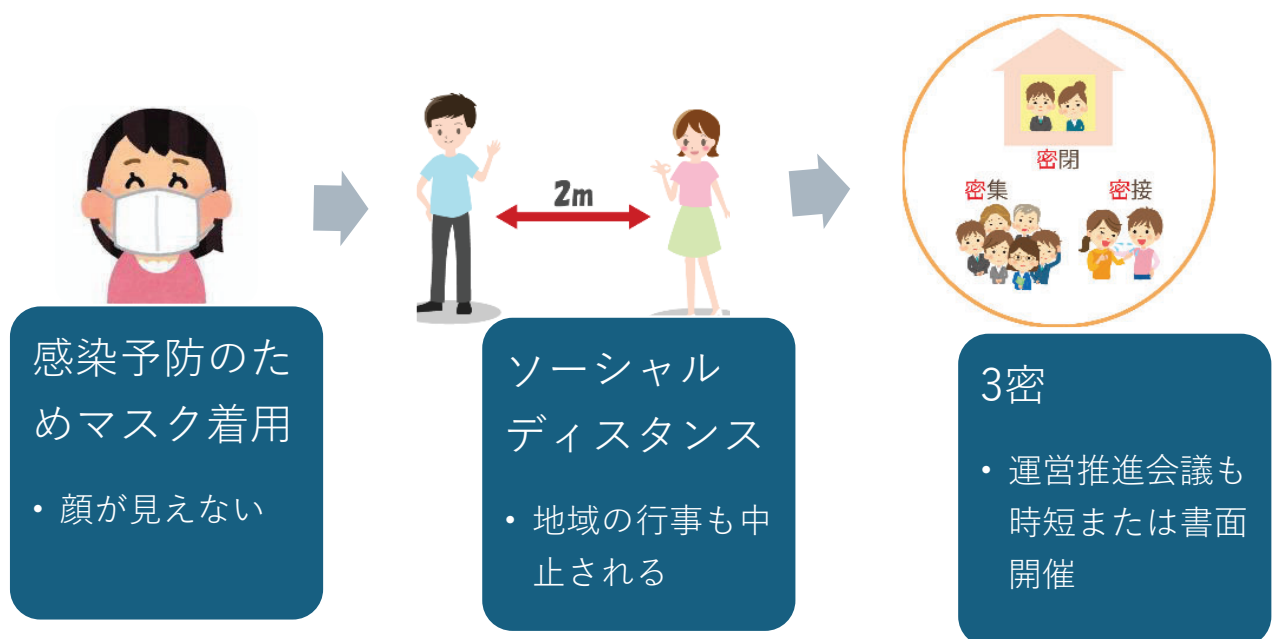 2m
密閉
密集
密接
感染予防のた
めマスク着用
• 顔が見えない
ソーシャル
ディスタンス
• 地域の行事も中
止される
3密
• 運営推進会議も
時短または書面
開催